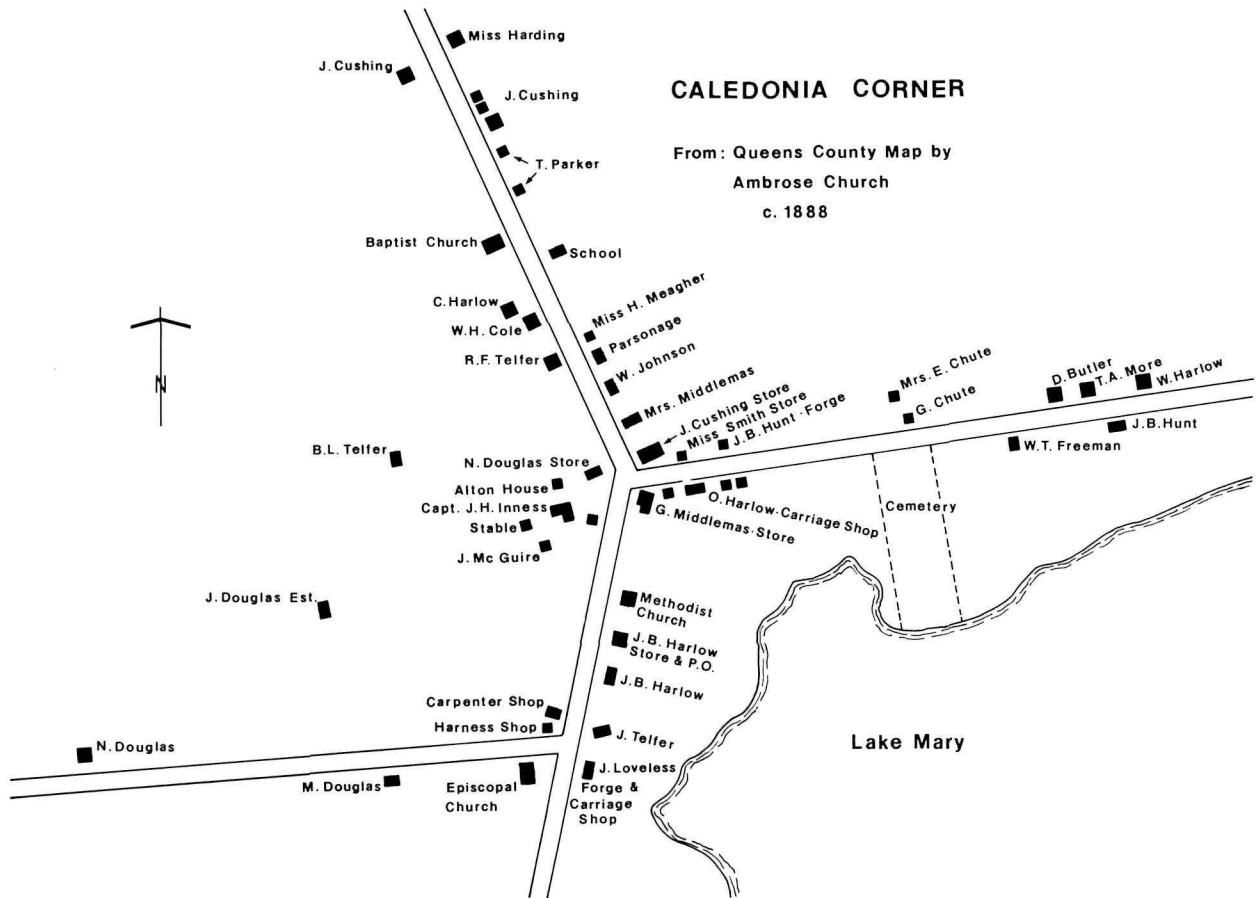 Miss Harding
J. Cushing
J. Cushing
CALEDONIA CORNER
From: Queens County Map by
Ambrose Church
c. 1888
T. Parker
Baptist Church
School
C. Harlow
W.H. Cole
R.F. Telfer
Miss H. Meagher
Parsonage
W. Johnson
Mrs. Middlemas
J. Cushing Store
Miss Smith Store
J.B. Hunt-Forge
Mrs. E. Chute
G. Chute
D. Butler
T.A. More
W. Harlow
J.B. Hunt
W.T. Freeman
N
B.L. Telfer
N. Douglas Store
Alton House
Capt. J.H. Inness
Stable
J. Mc Guire
O. Harlow-Carriage Shop
G. Middlemas-Store
Cemetery
J. Douglas Est.
Methodist
Church
J.B. Harlow
Store & P.O.
J.B. Harlow
Carpenter Shop
Harness Shop
J. Telfer
Lake Mary
N. Douglas
M. Douglas
Episcopal
Church
J. Loveless
Forge &
Carriage
Shop